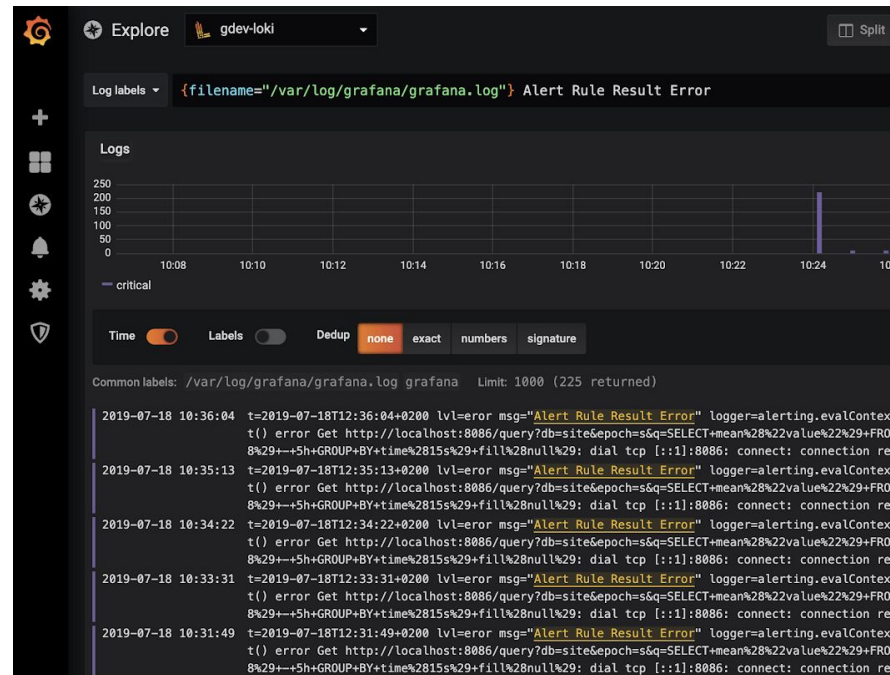 Explore gdev-loki Split
Log labels {filename="/var/log/grafana/grafana.log"} Alert Rule Result Error
Logs
250
200
150
100
50
0
10:08 10:10 10:12 10:14 10:16 10:18 10:20 10:22 10:24 10
critical
Time Labels Dedup none exact numbers signature
Common labels: /var/log/grafana/grafana.log grafana Limit: 1000 (225 returned)
2019-07-18 10:36:04 t=2019-07-18T12:36:04+0200 lvl=eror msg="Alert Rule Result Error" logger=alerting.evalContex
t() error Get http://localhost:8086/query?db=site&epoch=s&q=SELECT+mean%28%22value%22%29+FRO
8%29+-+5h+GROUP+BY+time%2815s%29+fill%28null%29: dial tcp [::1]:8086: connect: connection re
2019-07-18 10:35:13 t=2019-07-18T12:35:13+0200 lvl=eror msg="Alert Rule Result Error" logger=alerting.evalContex
t() error Get http://localhost:8086/query?db=site&epoch=s&q=SELECT+mean%28%22value%22%29+FRO
8%29+-+5h+GROUP+BY+time%2815s%29+fill%28null%29: dial tcp [::1]:8086: connect: connection re
2019-07-18 10:34:22 t=2019-07-18T12:34:22+0200 lvl=eror msg="Alert Rule Result Error" logger=alerting.evalContex
t() error Get http://localhost:8086/query?db=site&epoch=s&q=SELECT+mean%28%22value%22%29+FRO
8%29+-+5h+GROUP+BY+time%2815s%29+fill%28null%29: dial tcp [::1]:8086: connect: connection re
2019-07-18 10:33:31 t=2019-07-18T12:33:31+0200 lvl=eror msg="Alert Rule Result Error" logger=alerting.evalContex
t() error Get http://localhost:8086/query?db=site&epoch=s&q=SELECT+mean%28%22value%22%29+FRO
8%29+-+5h+GROUP+BY+time%2815s%29+fill%28null%29: dial tcp [::1]:8086: connect: connection re
2019-07-18 10:31:49 t=2019-07-18T12:31:49+0200 lvl=eror msg="Alert Rule Result Error" logger=alerting.evalContex
t() error Get http://localhost:8086/query?db=site&epoch=s&q=SELECT+mean%28%22value%22%29+FRO
8%29+-+5h+GROUP+BY+time%2815s%29+fill%28null%29: dial tcp [::1]:8086: connect: connection re